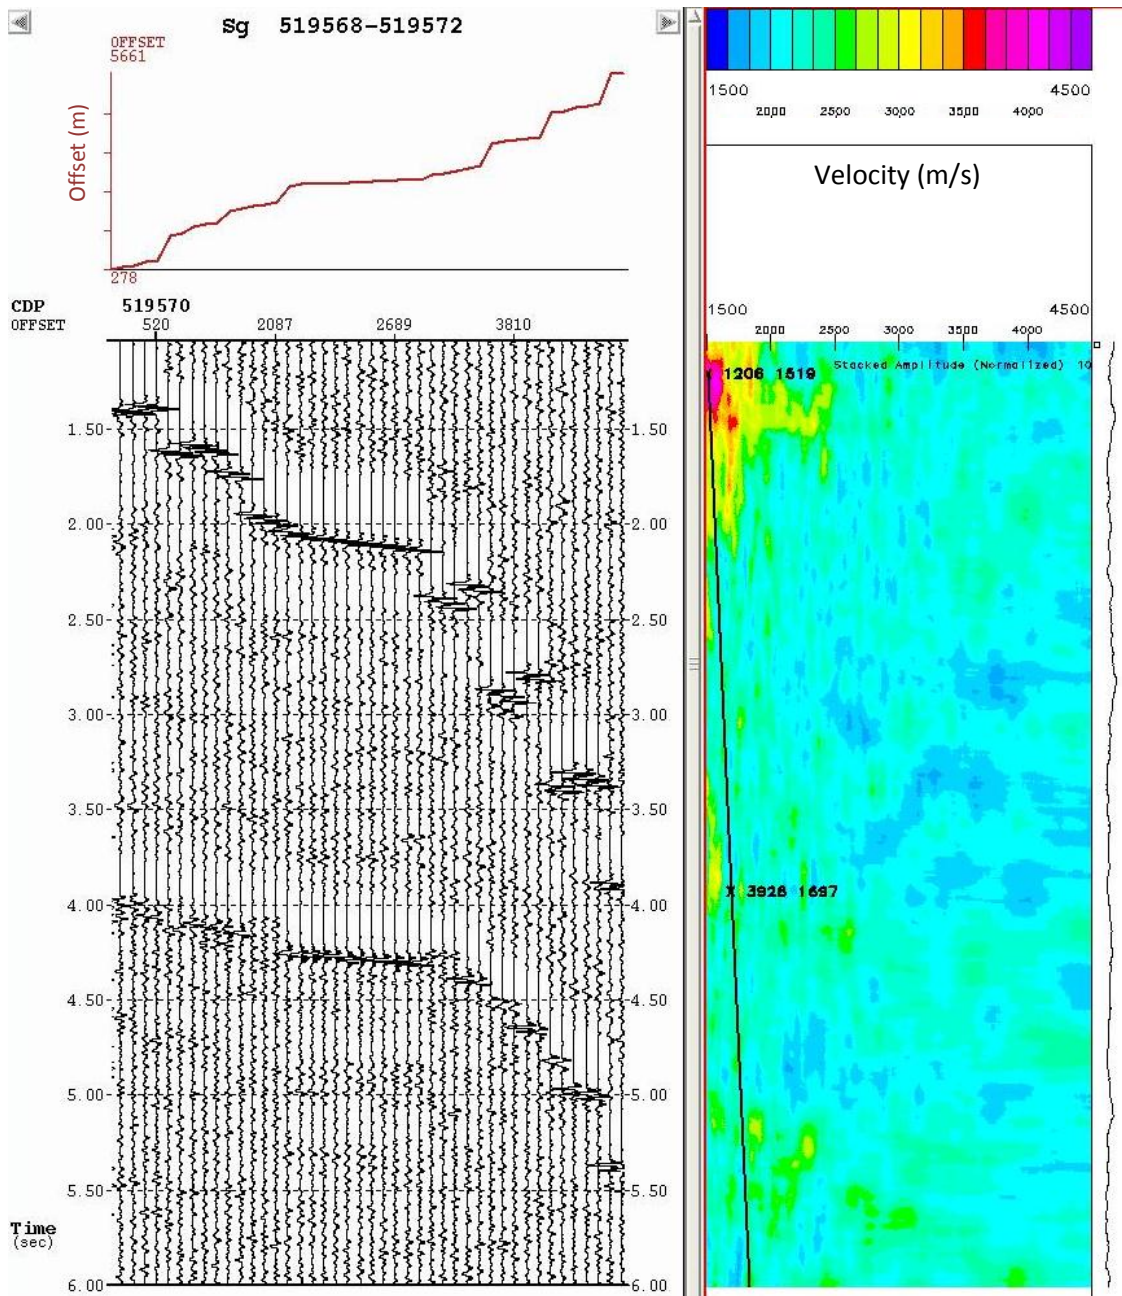 Sg 519568-519572
OFFSET
5661
Offset (m)
278
CDP 519570
OFFSET 520 2087 2689 3810
1.50 1.50
2.00 2.00
2.50 2.50
3.00 3.00
3.50 3.50
4.00 4.00
4.50 4.50
5.00 5.00
5.50 5.50
6.00 6.00
Time
(sec)
1500 4500
2000 2500 3000 3500 4000
Velocity (m/s)
1500 4500
2000 2500 3000 3500 4000
Stacked Amplitude (Normalized) 10
1206 1519
3928 1697